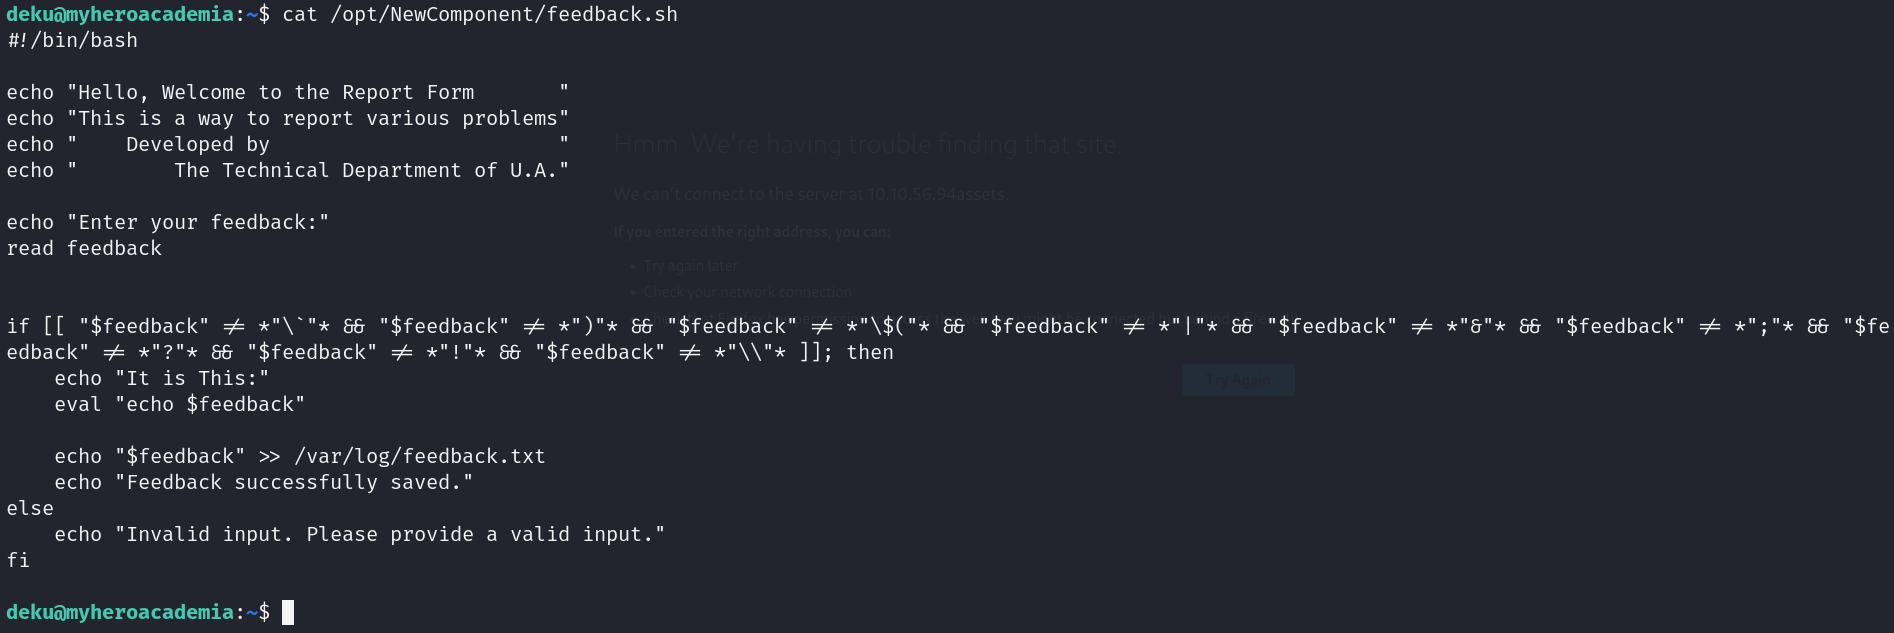 deku@myheroacademia:~$ cat /opt/NewComponent/feedback.sh
#!/bin/bash

echo "Hello, Welcome to the Report Form       "
echo "This is a way to report various problems"
echo "    Developed by                        "
echo "        The Technical Department of U.A."

echo "Enter your feedback:"
read feedback


if [[ "$feedback" != *"\`"* && "$feedback" != *")"* && "$feedback" != *"\$("* && "$feedback" != *"|"* && "$feedback" != *"&"* && "$feedback" != *";"* && "$fe
edback" != *"?"* && "$feedback" != *"!"* && "$feedback" != *"\\"* ]]; then
    echo "It is This:"
    eval "echo $feedback"

    echo "$feedback" >> /var/log/feedback.txt
    echo "Feedback successfully saved."
else
    echo "Invalid input. Please provide a valid input."
fi

deku@myheroacademia:~$
Hmm. We're having trouble finding that site.
We can't connect to the server at 10.10.56.94assets.
If you entered the right address, you can:
• Try again later
• Check your network connection
Try Again